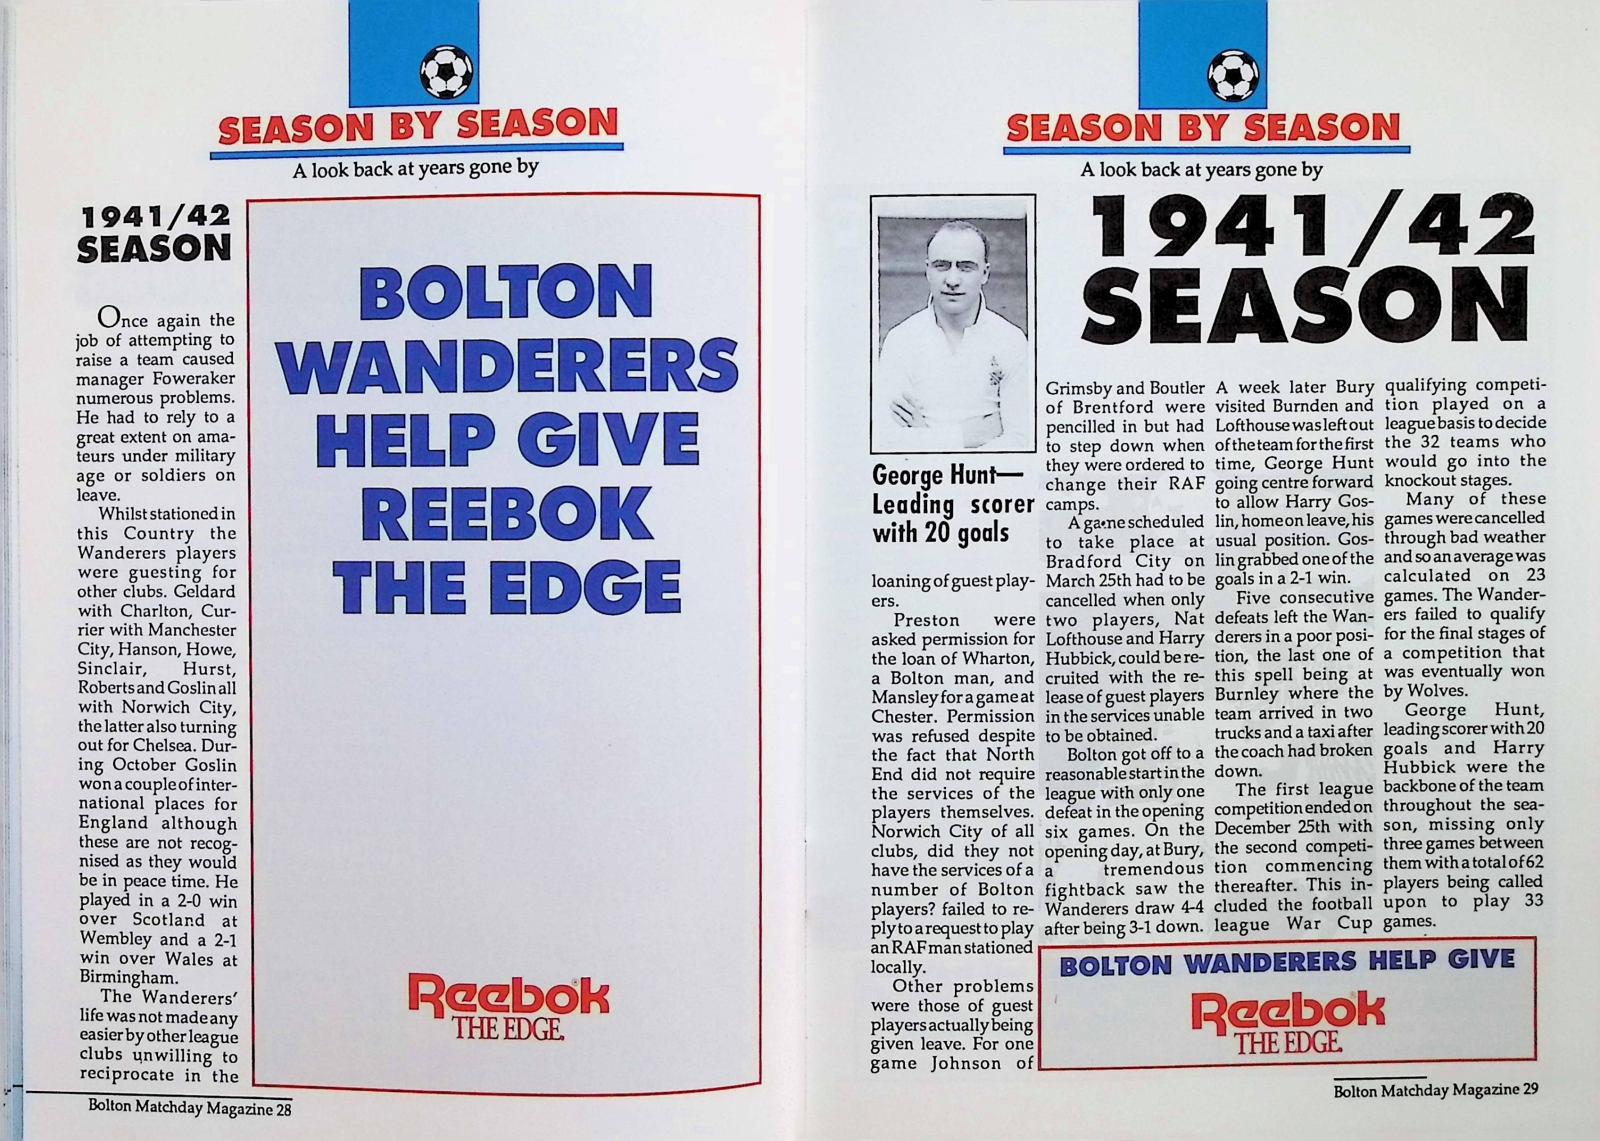 SEASON BY SEASON
A look back at years gone by
1941/42
SEASON
Once again the
job of attempting to
raise a team caused
manager Foweraker
numerous problems.
He had to rely to a
great extent on ama-
teurs under military
age or soldiers on
leave.
Whilst stationed in
this Country the
Wanderers players
were guesting for
other clubs. Geldard
with Charlton, Cur-
rier with Manchester
City, Hanson, Howe,
Sinclair, Hurst,
Roberts and Goslin all
with Norwich City,
the latter also turning
out for Chelsea. Dur-
ing October Goslin
won a couple of inter-
national places for
England although
these are not recog-
nised as they would
be in peace time. He
played in a 2-0 win
over Scotland at
Wembley and a 2-1
win over Wales at
Birmingham.
The Wanderers'
life was not made any
easier by other league
clubs unwilling to
reciprocate in the
BOLTON
WANDERERS
HELP GIVE
REEBOK
THE EDGE
Reebok®
THE EDGE.
Bolton Matchday Magazine 28
SEASON BY SEASON
A look back at years gone by
1941/42
SEASON
George Hunt—
Leading scorer
with 20 goals
loaning of guest play-
ers.
Preston were
asked permission for
the loan of Wharton,
a Bolton man, and
Mansley for a game at
Chester. Permission
was refused despite
the fact that North
End did not require
the services of the
players themselves.
Norwich City of all
clubs, did they not
have the services of a
number of Bolton
players? failed to re-
ply to a request to play
an RAF man stationed
locally.
Other problems
were those of guest
players actually being
given leave. For one
game Johnson of
Grimsby and Boutler
of Brentford were
pencilled in but had
to step down when
they were ordered to
change their RAF
camps.
A game scheduled
to take place at
Bradford City on
March 25th had to be
cancelled when only
two players, Nat
Lofthouse and Harry
Hubbick, could be re-
cruited with the re-
lease of guest players
in the services unable
to be obtained.
Bolton got off to a
reasonable start in the
league with only one
defeat in the opening
six games. On the
opening day, at Bury,
a tremendous
fightback saw the
Wanderers draw 4-4
after being 3-1 down.
A week later Bury
visited Burnden and
Lofthouse was left out
of the team for the first
time, George Hunt
going centre forward
to allow Harry Gos-
lin, home on leave, his
usual position. Gos-
lin grabbed one of the
goals in a 2-1 win.
Five consecutive
defeats left the Wan-
derers in a poor posi-
tion, the last one of
this spell being at
Burnley where the
team arrived in two
trucks and a taxi after
the coach had broken
down.
The first league
competition ended on
December 25th with
the second competi-
tion commencing
thereafter. This in-
cluded the football
league War Cup
qualifying competi-
tion played on a
league basis to decide
the 32 teams who
would go into the
knockout stages.
Many of these
games were cancelled
through bad weather
and so an average was
calculated on 23
games. The Wander-
ers failed to qualify
for the final stages of
a competition that
was eventually won
by Wolves.
George Hunt,
leading scorer with 20
goals and Harry
Hubbick were the
backbone of the team
throughout the sea-
son, missing only
three games between
them with a total of 62
players being called
upon to play 33
games.
BOLTON WANDERERS HELP GIVE
Reebok®
THE EDGE.
Bolton Matchday Magazine 29